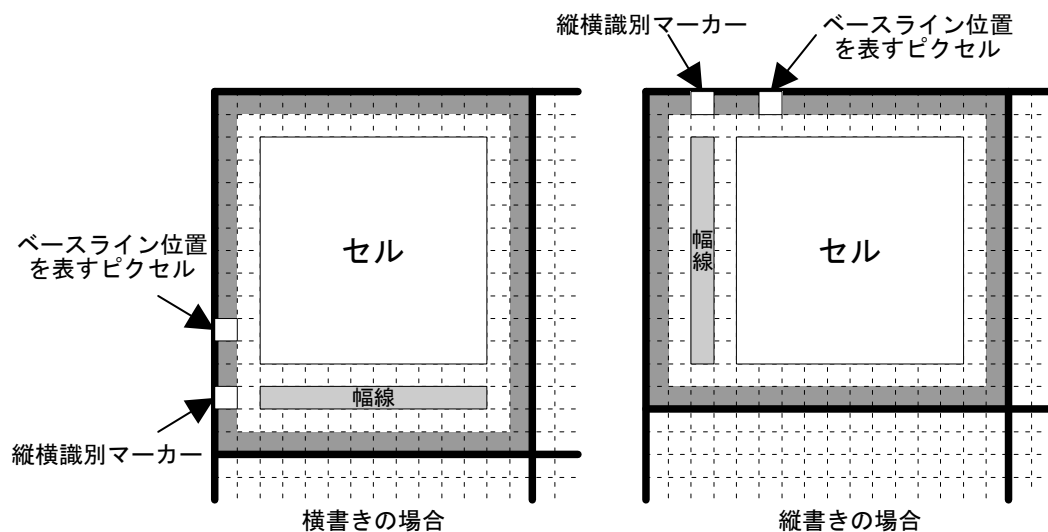 縦横識別マーカー
ベースライン位置
を表すピクセル
セル
幅線
ベースライン位置
を表すピクセル
縦横識別マーカー
横書きの場合
幅線
セル
縦書きの場合